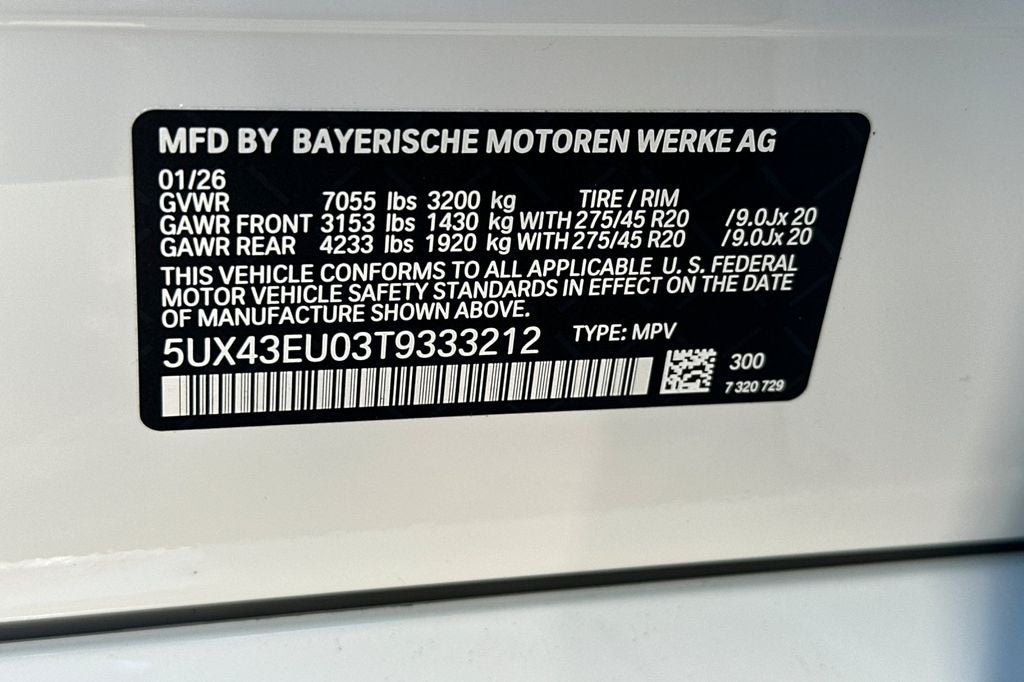 MFD BY BAYERISCHE MOTOREN WERKE AG
01/26
GVWR 7055 lbs 3200 kg TIRE / RIM
GAWR FRONT 3153 lbs 1430 kg WITH 275/45 R20 /9.0Jx 20
GAWR REAR 4233 lbs 1920 kg WITH 275/45 R20 /9.0Jx 20
THIS VEHICLE CONFORMS TO ALL APPLICABLE U. S. FEDERAL
MOTOR VEHICLE SAFETY STANDARDS IN EFFECT ON THE DATE
OF MANUFACTURE SHOWN ABOVE.
5UX43EU03T9333212 TYPE: MPV
300
7 320 729